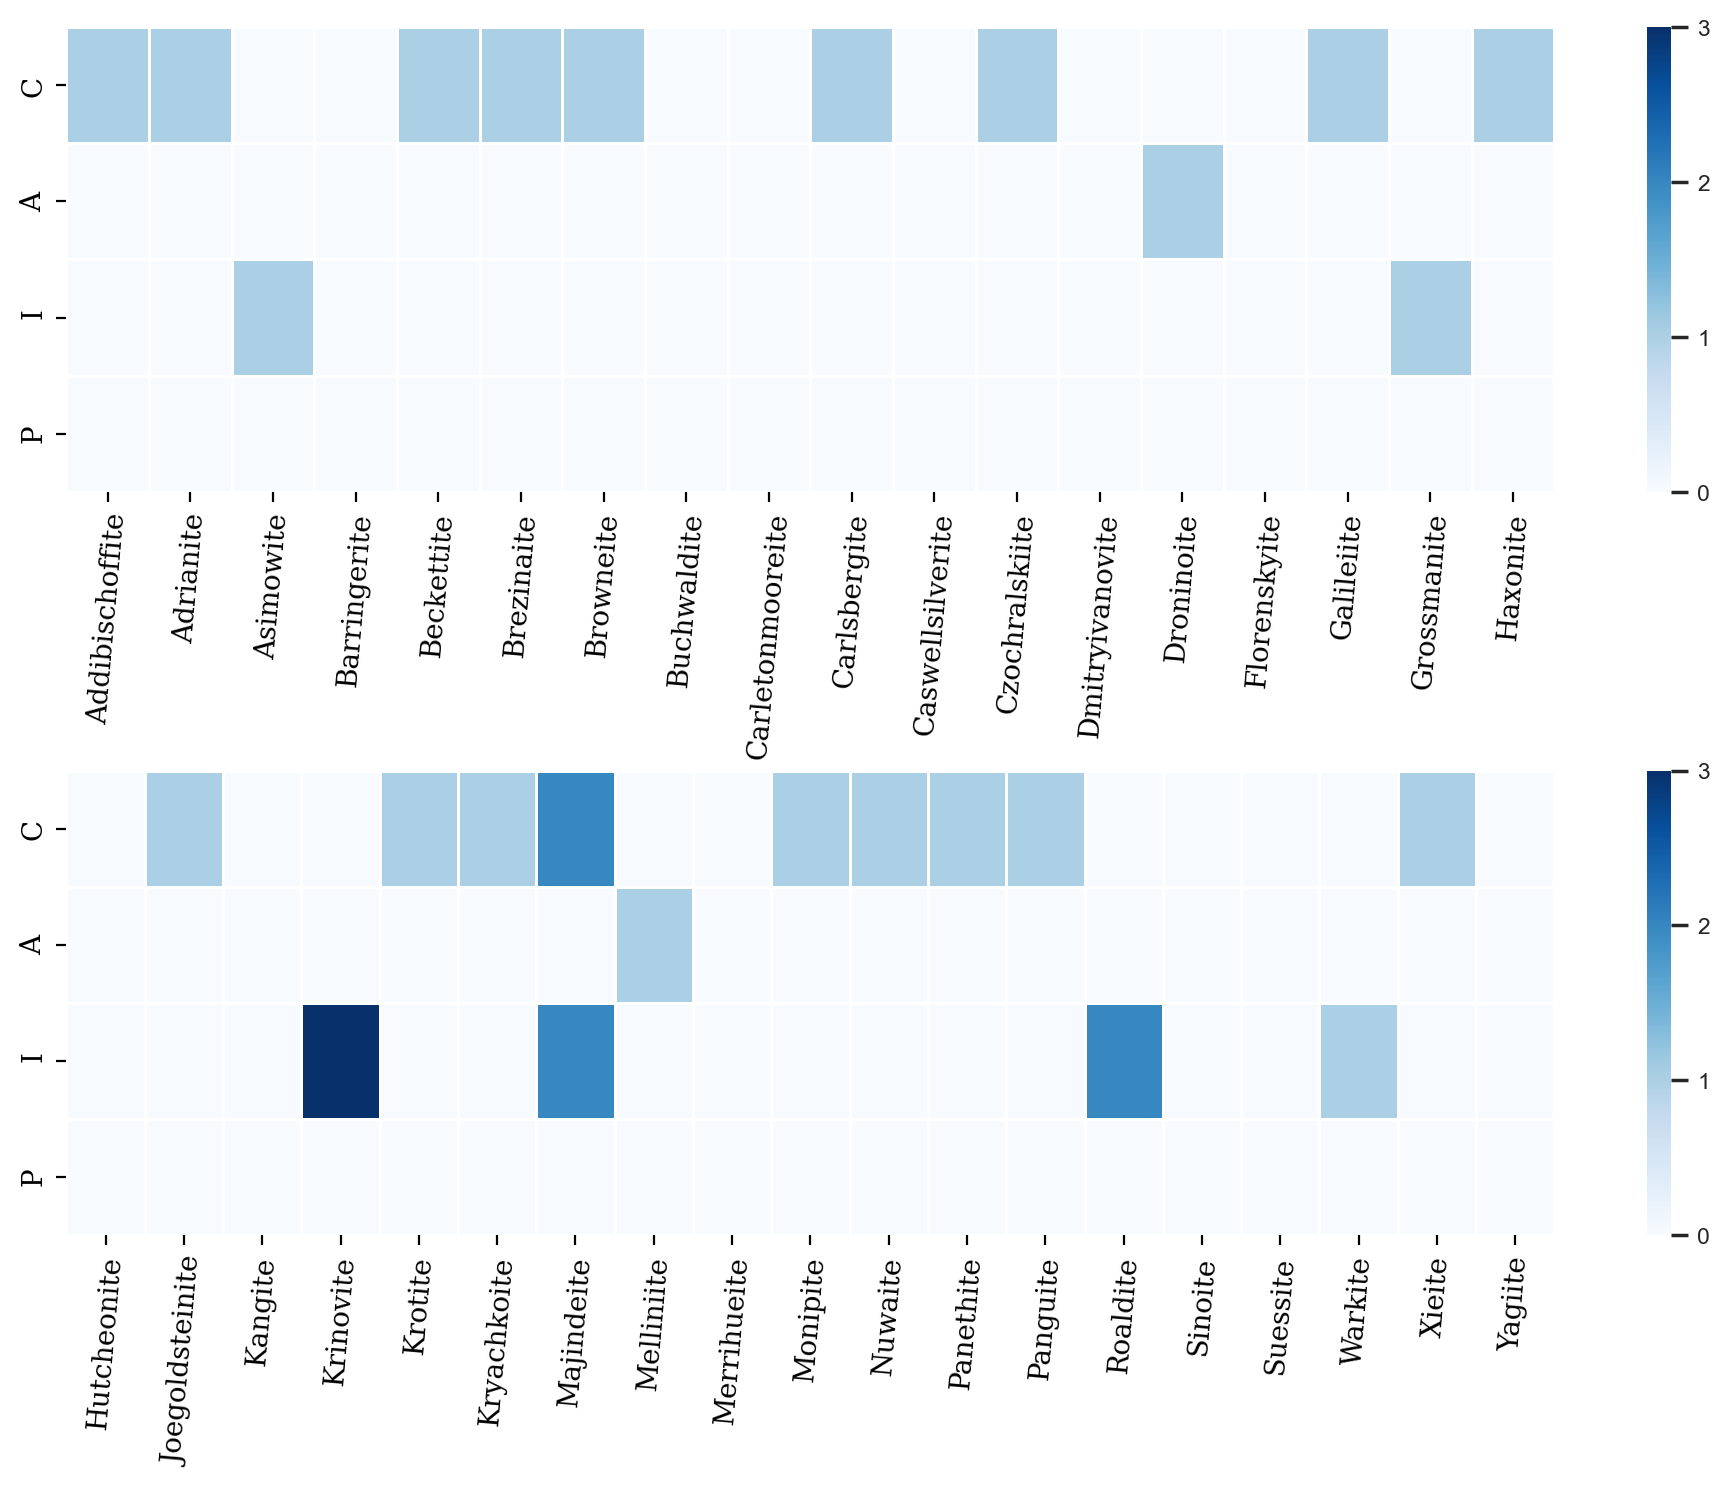 C
A
I
P
3
2
1
0
Addibischoffite
Adrianite
Asimowite
Barringerite
Beckettite
Brezinaite
Browneite
Buchwaldite
Carletonmooreite
Carlsbergite
Caswellsilverite
Czochralskiite
Dmitryivanovite
Droninoite
Florenskyite
Galileiite
Grossmanite
Haxonite
C
A
I
P
3
2
1
0
Hutcheonite
Joegoldsteinite
Kangite
Krinovite
Krotite
Kryachkoite
Majindeite
Melliniite
Merrihueite
Monipite
Nuwaite
Panethite
Panguite
Roaldite
Sinoite
Suessite
Warkite
Xieite
Yagiite